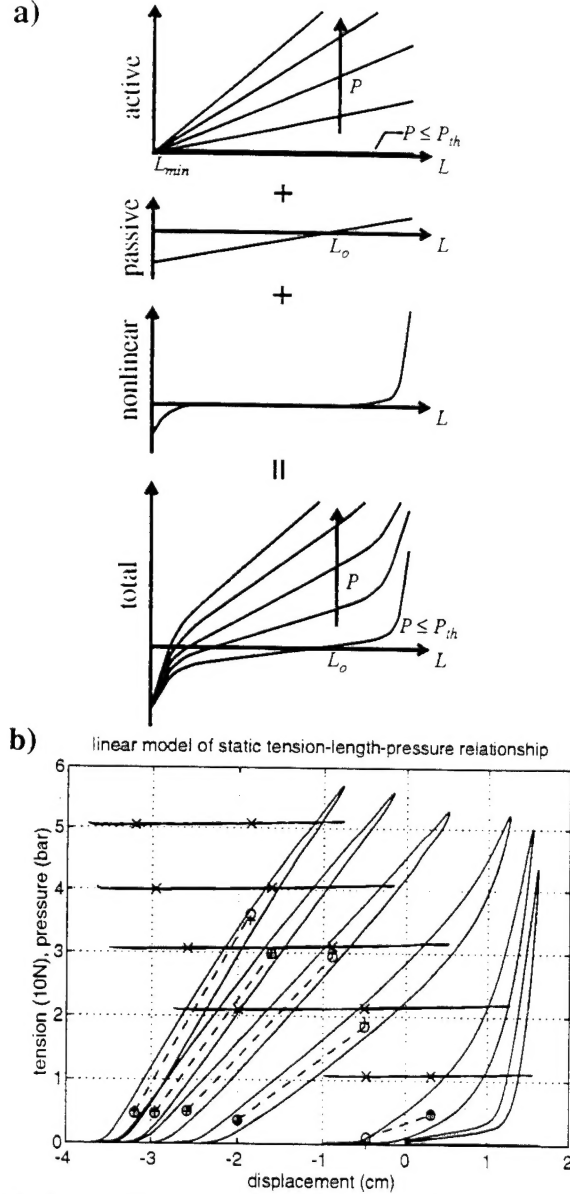 a)
active
P
P ≤ P_th
L_min
L
+
passive
L_o
L
+
nonlinear
L
=
total
P
P ≤ P_th
L_o
L
b)
linear model of static tension-length-pressure relationship
tension (10N), pressure (bar)
6
5
4
3
2
1
0
-4 -3 -2 -1 0 1 2
displacement (cm)